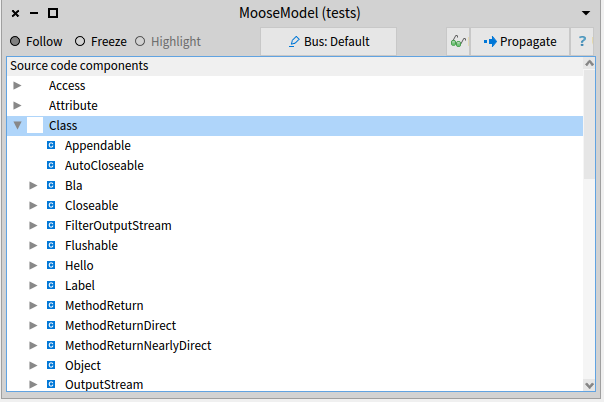 MooseModel (tests)
Follow Freeze Highlight Bus: Default Propagate ?
Source code components
Access
Attribute
Class
Appendable
AutoCloseable
Bla
Closeable
FilterOutputStream
Flushable
Hello
Label
MethodReturn
MethodReturnDirect
MethodReturnNearlyDirect
Object
OutputStream